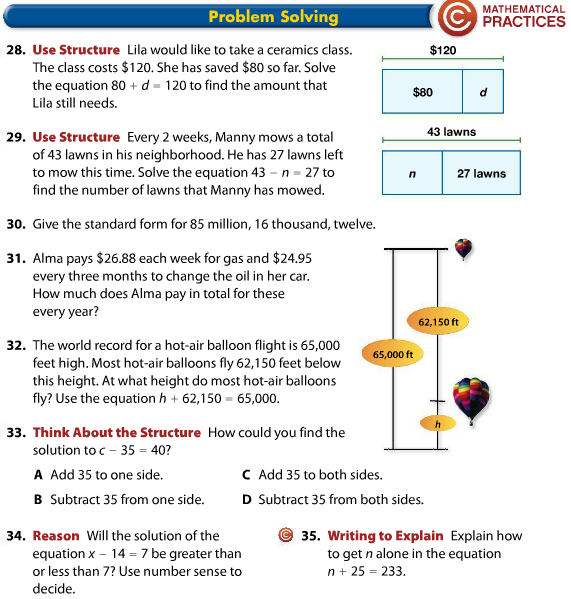 Problem Solving
MATHEMATICAL
PRACTICES
28. Use Structure Lila would like to take a ceramics class.
The class costs $120. She has saved $80 so far. Solve
the equation 80 + d = 120 to find the amount that
Lila still needs.
$120
$80
d
29. Use Structure Every 2 weeks, Manny mows a total
of 43 lawns in his neighborhood. He has 27 lawns left
to mow this time. Solve the equation 43 − n = 27 to
find the number of lawns that Manny has mowed.
43 lawns
n
27 lawns
30. Give the standard form for 85 million, 16 thousand, twelve.
31. Alma pays $26.88 each week for gas and $24.95
every three months to change the oil in her car.
How much does Alma pay in total for these
every year?
32. The world record for a hot-air balloon flight is 65,000
feet high. Most hot-air balloons fly 62,150 feet below
this height. At what height do most hot-air balloons
fly? Use the equation h + 62,150 = 65,000.
62,150 ft
65,000 ft
h
33. Think About the Structure How could you find the
solution to c − 35 = 40?
A Add 35 to one side.
C Add 35 to both sides.
B Subtract 35 from one side.
D Subtract 35 from both sides.
34. Reason Will the solution of the
equation x − 14 = 7 be greater than
or less than 7? Use number sense to
decide.
C 35. Writing to Explain Explain how
to get n alone in the equation
n + 25 = 233.